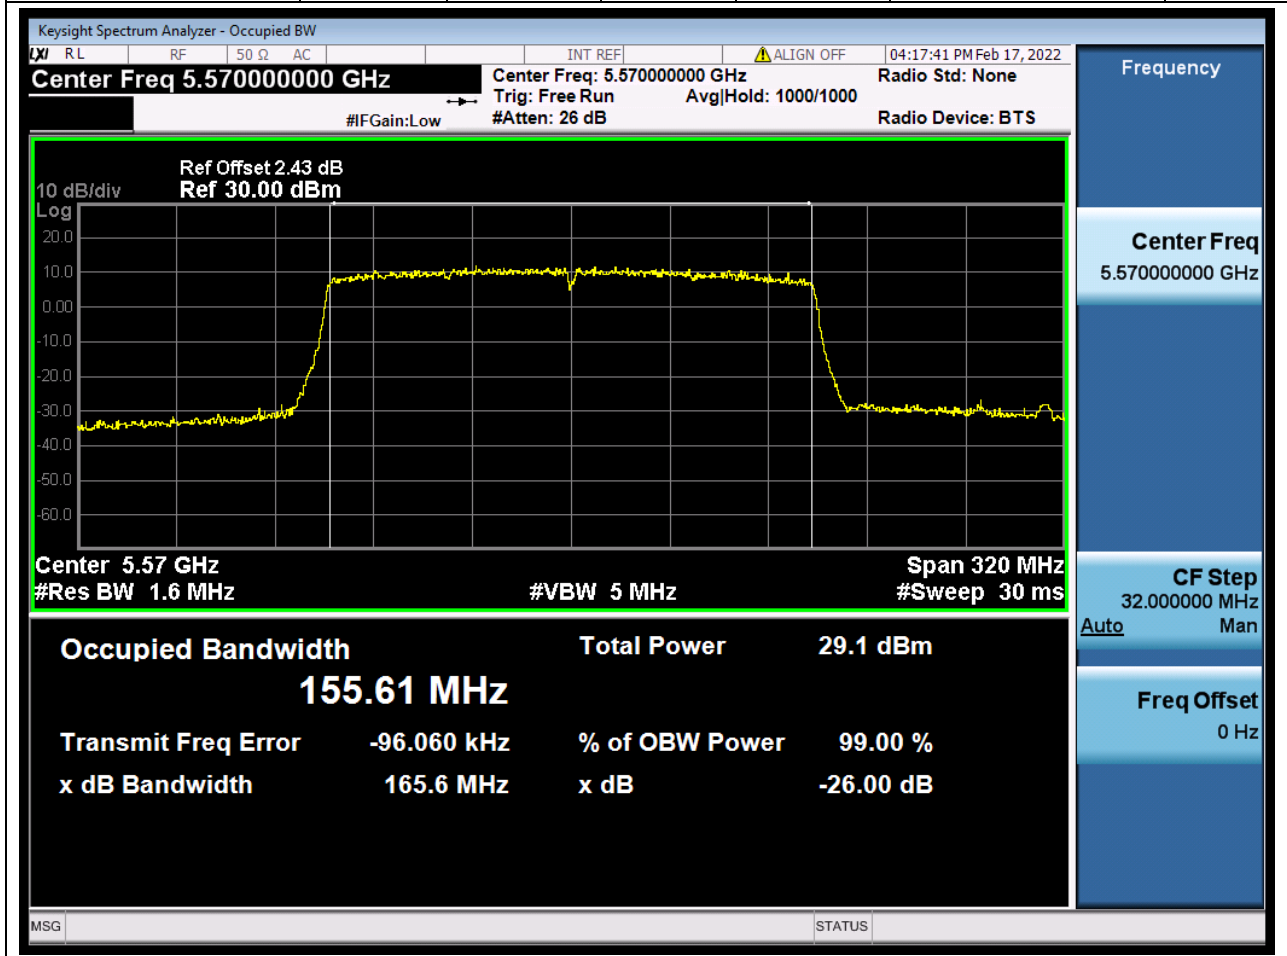 Keysight Spectrum Analyzer - Occupied BW
LXI RL RF 50 Ω AC INT REF ALIGN OFF 04:17:41 PM Feb 17, 2022
Center Freq 5.570000000 GHz
Center Freq: 5.570000000 GHz
Radio Std: None
Trig: Free Run Avg|Hold: 1000/1000
#IFGain:Low
#Atten: 26 dB
Radio Device: BTS
Ref Offset 2.43 dB
10 dB/div Ref 30.00 dBm
Log
20.0
10.0
0.00
-10.0
-20.0
-30.0
-40.0
-50.0
-60.0
Center 5.57 GHz Span 320 MHz
#Res BW 1.6 MHz #VBW 5 MHz #Sweep 30 ms
Occupied Bandwidth Total Power 29.1 dBm
155.61 MHz
Transmit Freq Error -96.060 kHz % of OBW Power 99.00 %
x dB Bandwidth 165.6 MHz x dB -26.00 dB
MSG STATUS
Frequency
Center Freq
5.570000000 GHz
CF Step
32.000000 MHz
Auto Man
Freq Offset
0 Hz